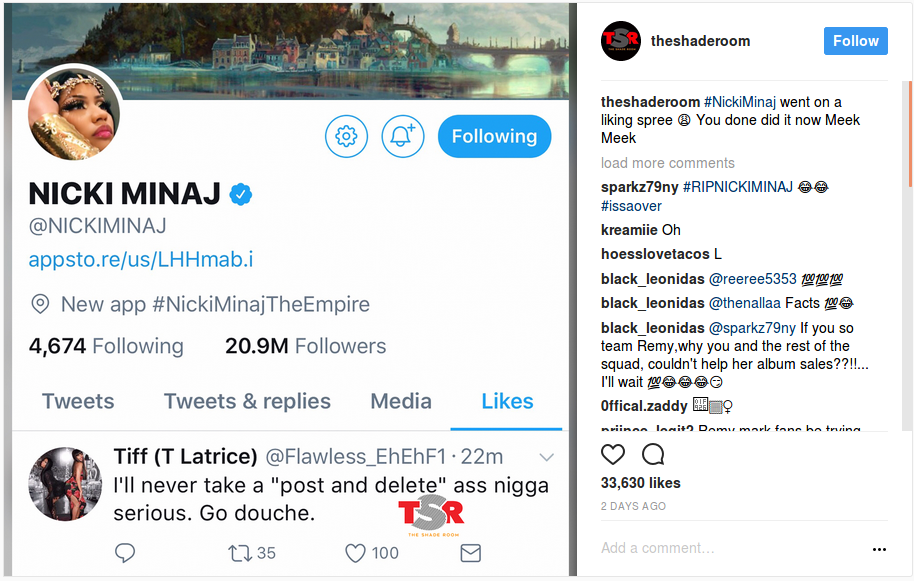 NICKI MINAJ
@NICKIMINAJ
appsto.re/us/LHHmab.i
New app #NickiMinajTheEmpire
4,674 Following 20.9M Followers
Following
Tweets Tweets & replies Media Likes
Tiff (T Latrice) @Flawless_EhEhF1 · 22m
I'll never take a "post and delete" ass nigga
serious. Go douche.
TSR
THE SHADE ROOM
35 100
TSR
theshaderoom Follow
theshaderoom #NickiMinaj went on a
liking spree 😩 You done did it now Meek
Meek
load more comments
sparkz79ny #RIPNICKIMINAJ 😂😂
#issaover
kreamiie Oh
hoesslovetacos L
black_leonidas @reeree5353 💯💯💯
black_leonidas @thenallaa Facts 💯😂
black_leonidas @sparkz79ny If you so
team Remy,why you and the rest of the
squad, couldn't help her album sales??!!...
I'll wait 💯😂😂😂😏
0ffical.zaddy
33,630 likes
2 DAYS AGO
Add a comment…